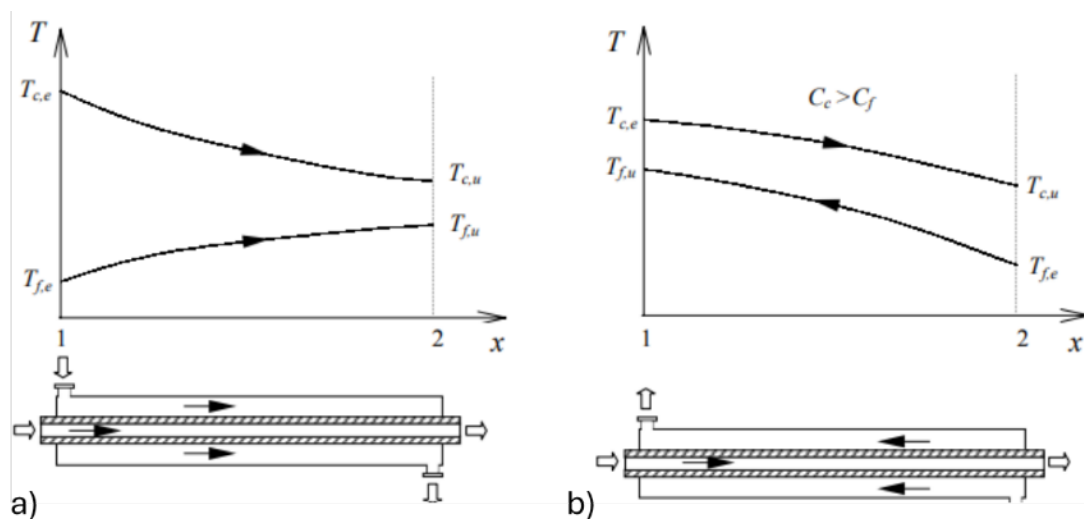 T
T_{c,e}
T_{c,u}
T_{f,u}
T_{f,e}
1
2
x
a)
T
C_c > C_f
T_{c,e}
T_{f,u}
T_{c,u}
T_{f,e}
1
2
x
b)